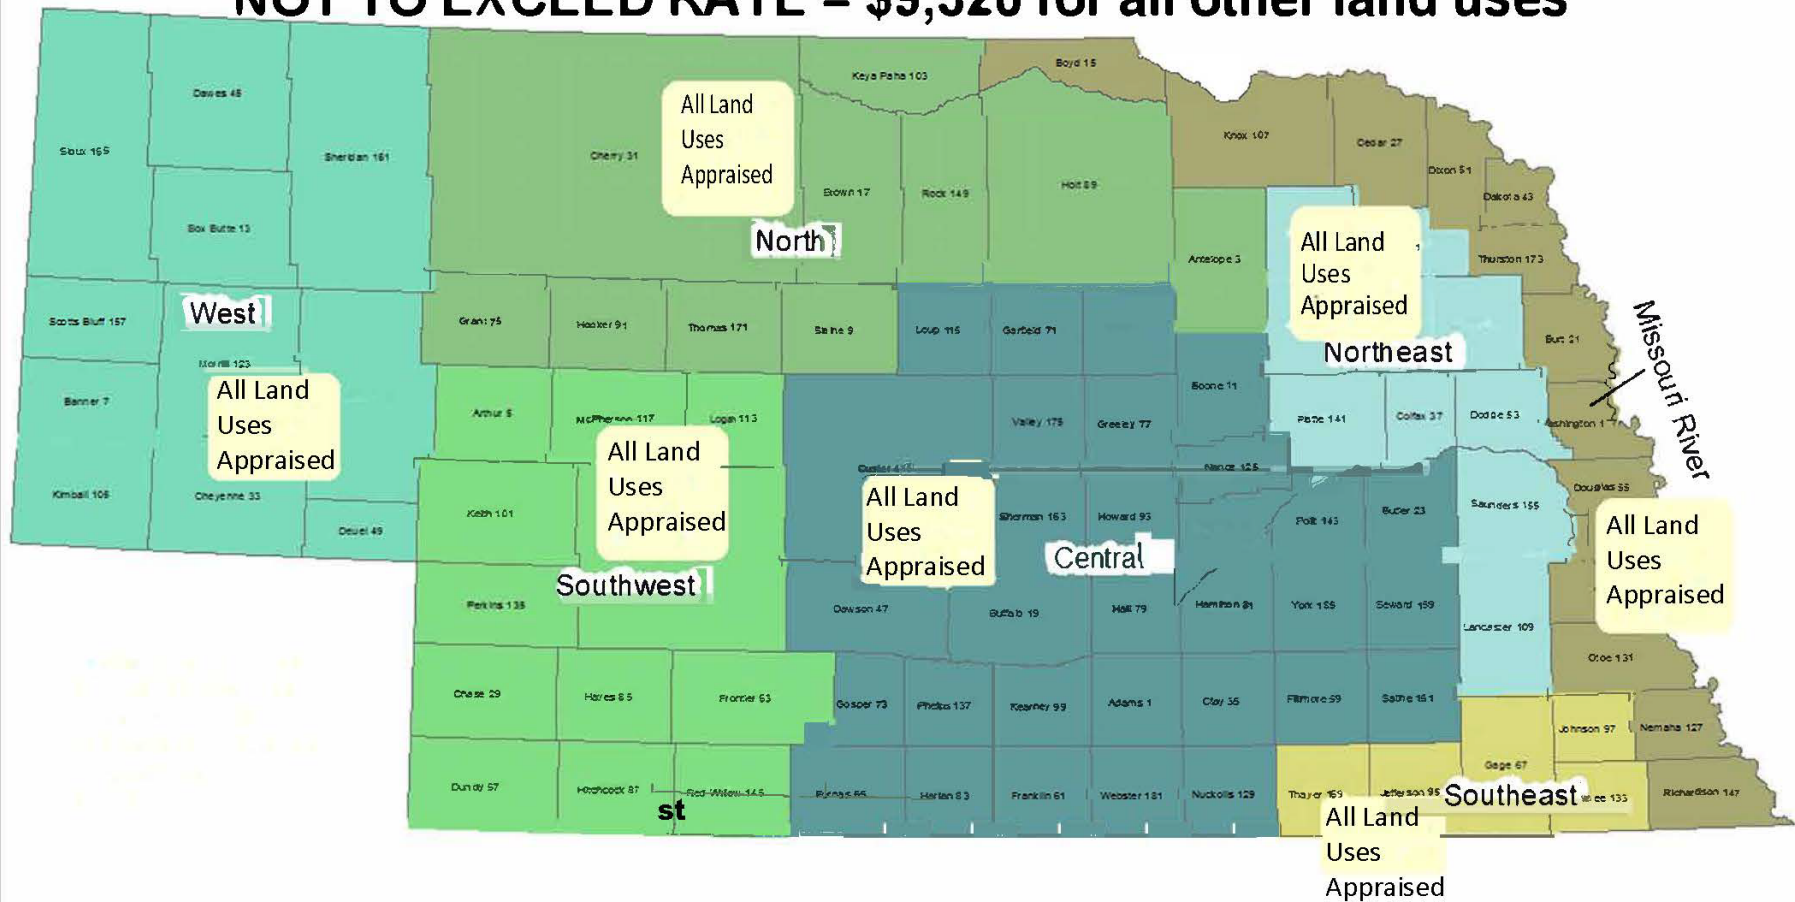 NOT TO EXCEED RATE = $9,320 for all other land uses
Boyd 15
Keya Paha 103
Dawes 45
Knox 107
Cedar 27
Sioux 165
Sheridan 161
Cherry 31
All Land
Uses
Appraised
Brown 17
Rock 149
Holt 89
Dixon 51
Dakota 43
Box Butte 13
North
Antelope 3
All Land
Uses
Appraised
Thurston 173
Scotts Bluff 157
West
Grant 75
Hooker 91
Thomas 171
Blaine 9
Loup 115
Garfield 71
Northeast
Burt 21
Missouri River
Morrill 123
Banner 7
All Land
Uses
Appraised
Arthur 5
McPherson 117
Logan 113
Valley 175
Greeley 77
Boone 11
Platte 141
Colfax 37
Dodge 53
ashington 1
Kimball 105
Cheyenne 33
Deuel 49
Keith 101
All Land
Uses
Appraised
Custer
Nance 125
All Land
Uses
Appraised
Sherman 163
Howard 93
Polk 143
Butler 23
Saunders 155
Douglas 55
All Land
Uses
Appraised
Central
Southwest
Perkins 135
Dawson 47
Buffalo 19
Hall 79
Hamilton 81
York 185
Seward 159
Lancaster 109
Otoe 131
Chase 29
Hayes 85
Frontier 63
Gosper 73
Phelps 137
Kearney 99
Adams 1
Clay 35
Fillmore 59
Saline 151
Johnson 97
Nemaha 127
Gage 67
Dundy 57
Hitchcock 87
Red Willow 145
st
Furnas 65
Harlan 83
Franklin 61
Webster 181
Nuckolls 129
Thayer 169
Jefferson 95
Southeast
ee 133
Richardson 147
All Land
Uses
Appraised